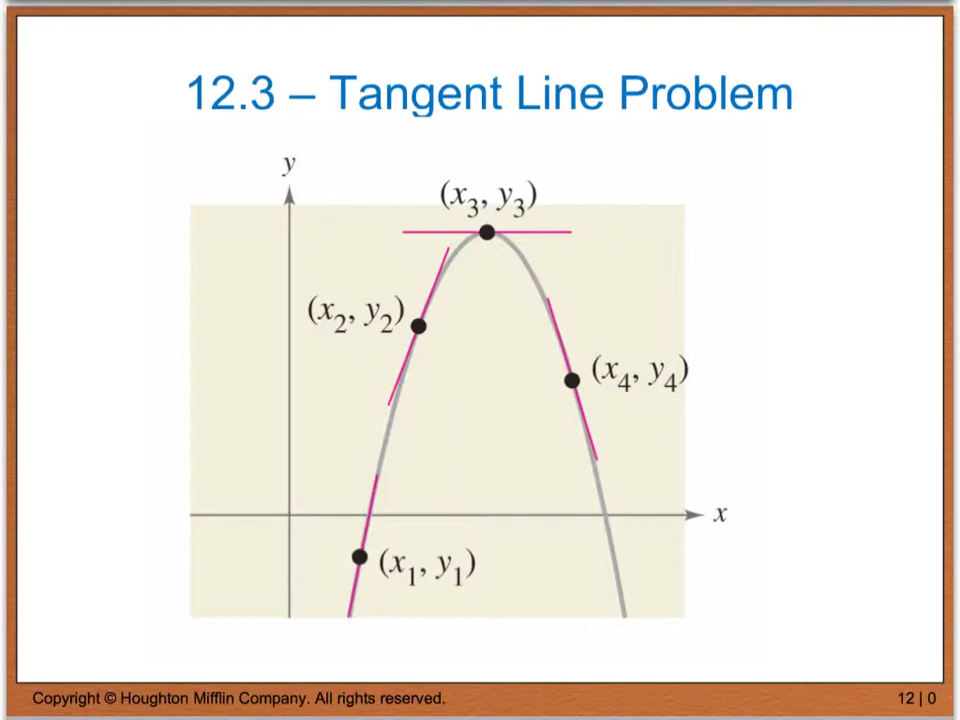 12.3 – Tangent Line Problem
y
(x₃, y₃)
(x₂, y₂)
(x₄, y₄)
x
(x₁, y₁)
Copyright © Houghton Mifflin Company. All rights reserved.
12 | 0